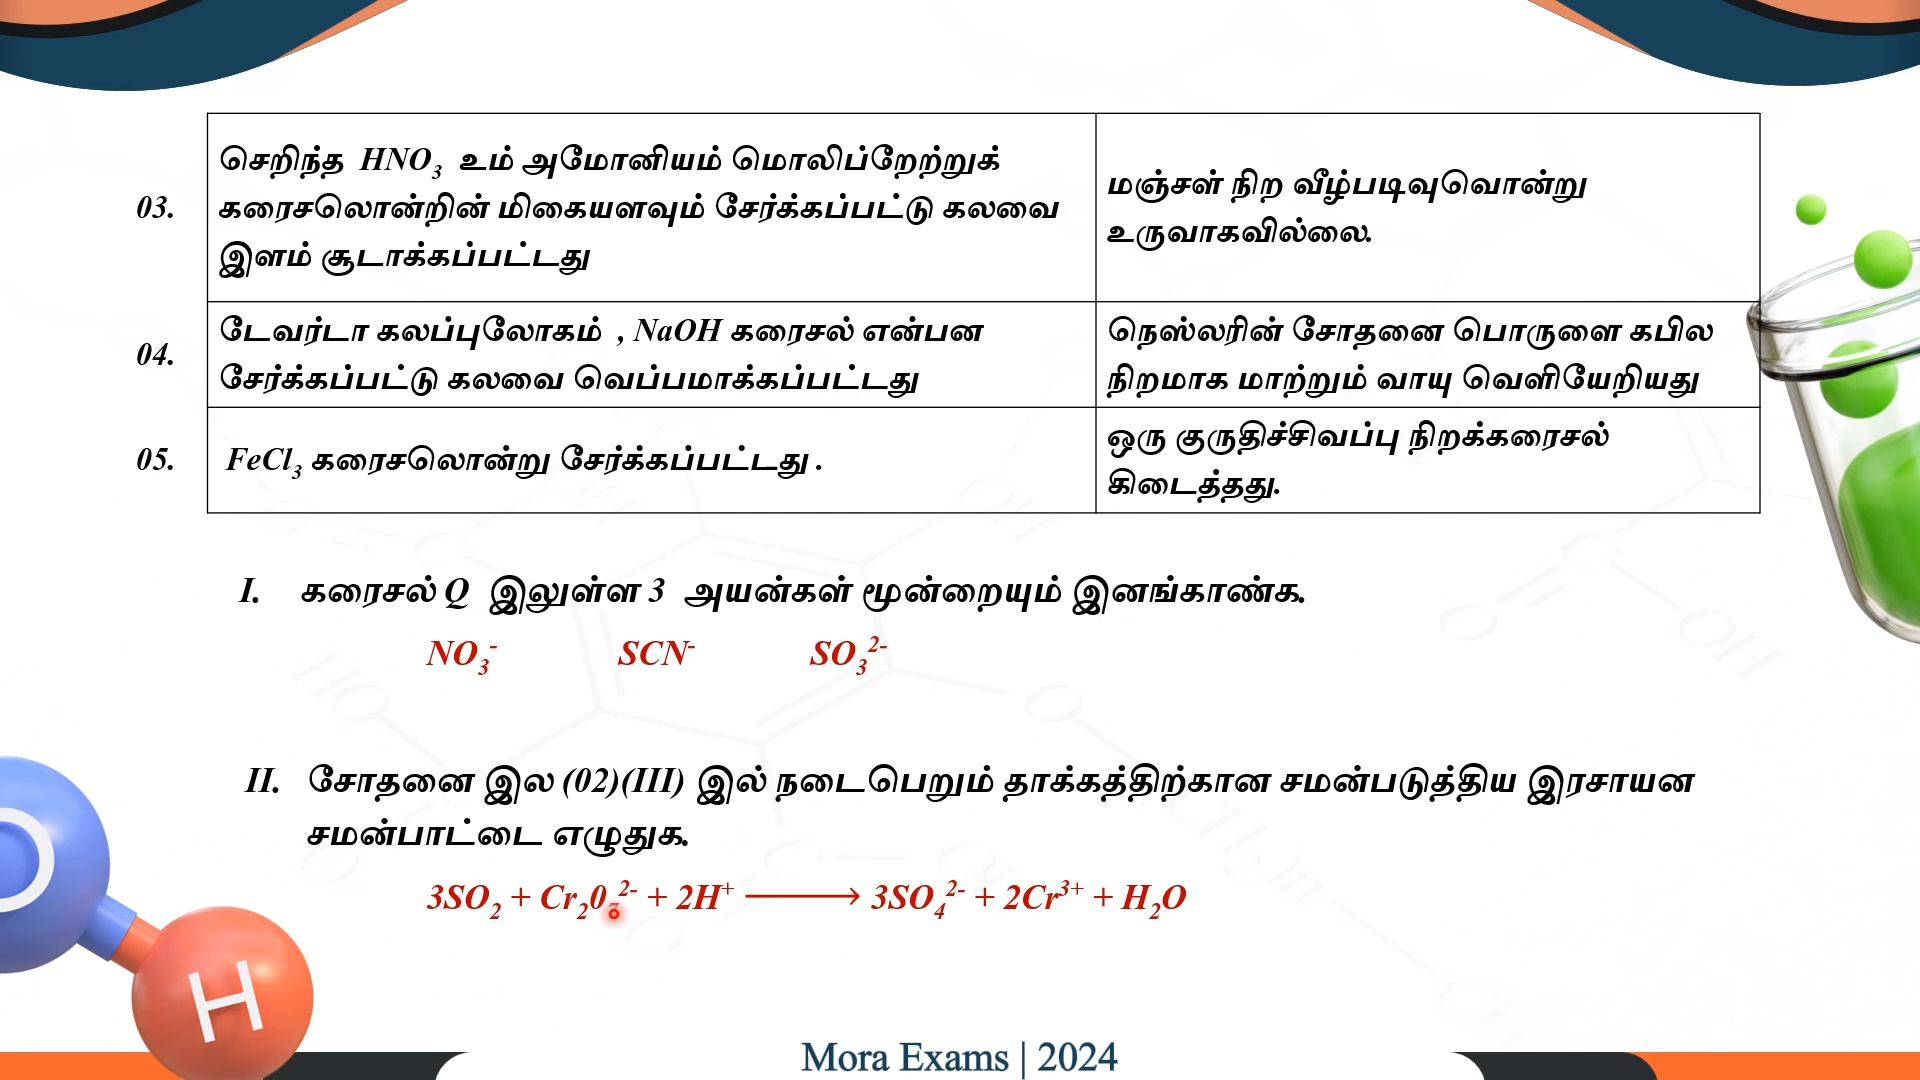 செறிந்த HNO₃ உம் அமோனியம் மொலிப்றேற்றுக்
03. கரைசலொன்றின் மிகையளவும் சேர்க்கப்பட்டு கலவை
இளம் சூடாக்கப்பட்டது
மஞ்சள் நிற வீழ்படிவுவொன்று
உருவாகவில்லை.
04. டேவர்டா கலப்புலோகம் , NaOH கரைசல் என்பன
சேர்க்கப்பட்டு கலவை வெப்பமாக்கப்பட்டது
நெஸ்லரின் சோதனை பொருளை கபில
நிறமாக மாற்றும் வாயு வெளியேறியது
05. FeCl₃ கரைசலொன்று சேர்க்கப்பட்டது .
ஒரு குருதிச்சிவப்பு நிறக்கரைசல்
கிடைத்தது.
I. கரைசல் Q இலுள்ள 3 அயன்கள் மூன்றையும் இனங்காண்க.
NO₃⁻ SCN⁻ SO₃²⁻
II. சோதனை இல (02)(III) இல் நடைபெறும் தாக்கத்திற்கான சமன்படுத்திய இரசாயன
சமன்பாட்டை எழுதுக.
3SO₂ + Cr₂0₇²⁻ + 2H⁺ ⟶ 3SO₄²⁻ + 2Cr³⁺ + H₂O
H
Mora Exams | 2024